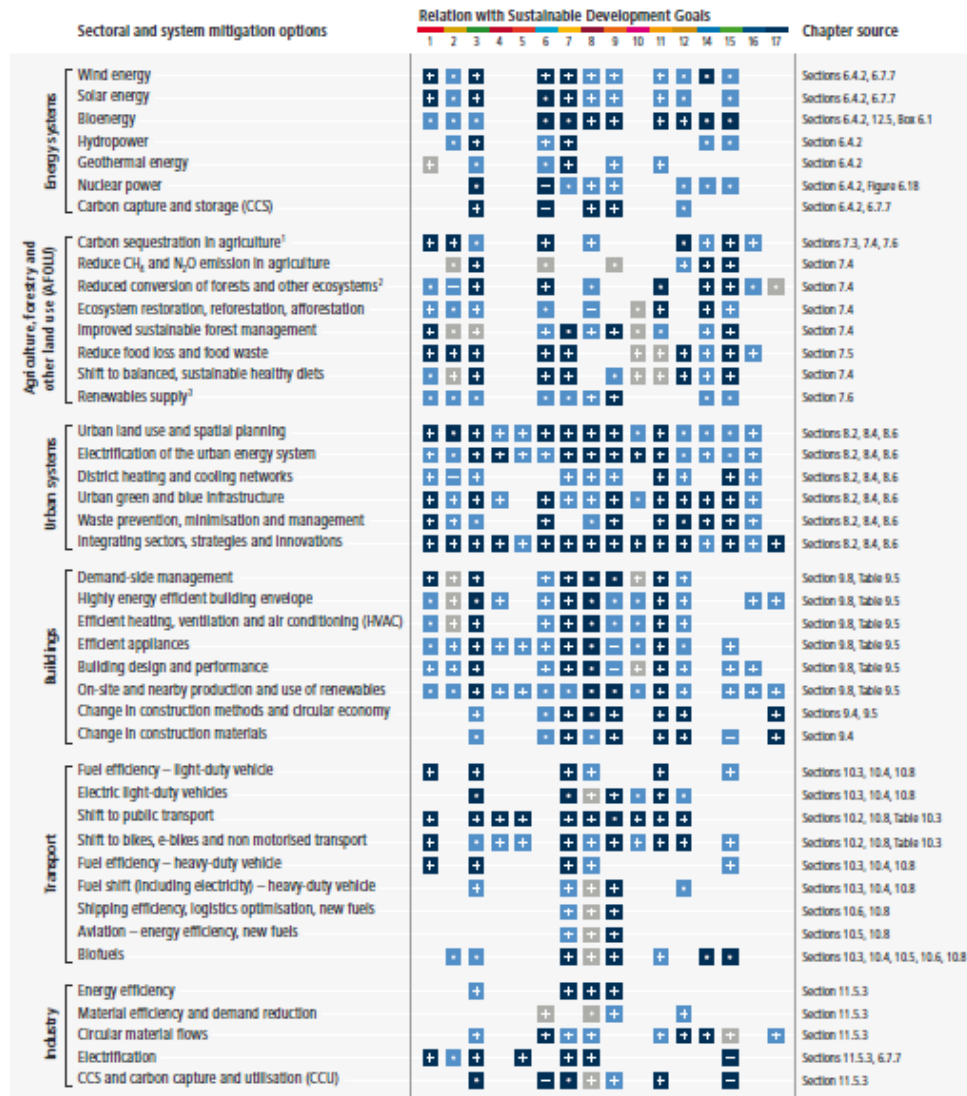 Relation with Sustainable Development Goals
Sectoral and system mitigation options Chapter source
1 2 3 4 5 6 7 8 9 10 11 12 14 15 16 17
Energy systems
Wind energy Sections 6.4.2, 6.7.7
Solar energy Sections 6.4.2, 6.7.7
Bioenergy Sections 6.4.2, 12.5, Box 6.1
Hydropower Section 6.4.2
Geothermal energy Section 6.4.2
Nuclear power Section 6.4.2, Figure 6.18
Carbon capture and storage (CCS) Section 6.4.2, 6.7.7
Agriculture, forestry and
other land use (AFOLU)
Carbon sequestration in agriculture¹ Sections 7.3, 7.4, 7.6
Reduce CH₄ and N₂O emission in agriculture Section 7.4
Reduced conversion of forests and other ecosystems² Section 7.4
Ecosystem restoration, reforestation, afforestation Section 7.4
Improved sustainable forest management Section 7.4
Reduce food loss and food waste Section 7.5
Shift to balanced, sustainable healthy diets Section 7.4
Renewables supply³ Section 7.6
Urban systems
Urban land use and spatial planning Sections 8.2, 8.4, 8.6
Electrification of the urban energy system Sections 8.2, 8.4, 8.6
District heating and cooling networks Sections 8.2, 8.4, 8.6
Urban green and blue infrastructure Sections 8.2, 8.4, 8.6
Waste prevention, minimisation and management Sections 8.2, 8.4, 8.6
Integrating sectors, strategies and innovations Sections 8.2, 8.4, 8.6
Buildings
Demand-side management Section 9.8, Table 9.5
Highly energy efficient building envelope Section 9.8, Table 9.5
Efficient heating, ventilation and air conditioning (HVAC) Section 9.8, Table 9.5
Efficient appliances Section 9.8, Table 9.5
Building design and performance Section 9.8, Table 9.5
On-site and nearby production and use of renewables Section 9.8, Table 9.5
Change in construction methods and circular economy Sections 9.4, 9.5
Change in construction materials Section 9.4
Transport
Fuel efficiency – light-duty vehicle Sections 10.3, 10.4, 10.8
Electric light-duty vehicles Sections 10.3, 10.4, 10.8
Shift to public transport Sections 10.2, 10.8, Table 10.3
Shift to bikes, e-bikes and non motorised transport Sections 10.2, 10.8, Table 10.3
Fuel efficiency – heavy-duty vehicle Sections 10.3, 10.4, 10.8
Fuel shift (including electricity) – heavy-duty vehicle Sections 10.3, 10.4, 10.8
Shipping efficiency, logistics optimisation, new fuels Sections 10.6, 10.8
Aviation – energy efficiency, new fuels Sections 10.5, 10.8
Biofuels Sections 10.3, 10.4, 10.5, 10.6, 10.8
Industry
Energy efficiency Section 11.5.3
Material efficiency and demand reduction Section 11.5.3
Circular material flows Section 11.5.3
Electrification Sections 11.5.3, 6.7.7
CCS and carbon capture and utilisation (CCU) Section 11.5.3